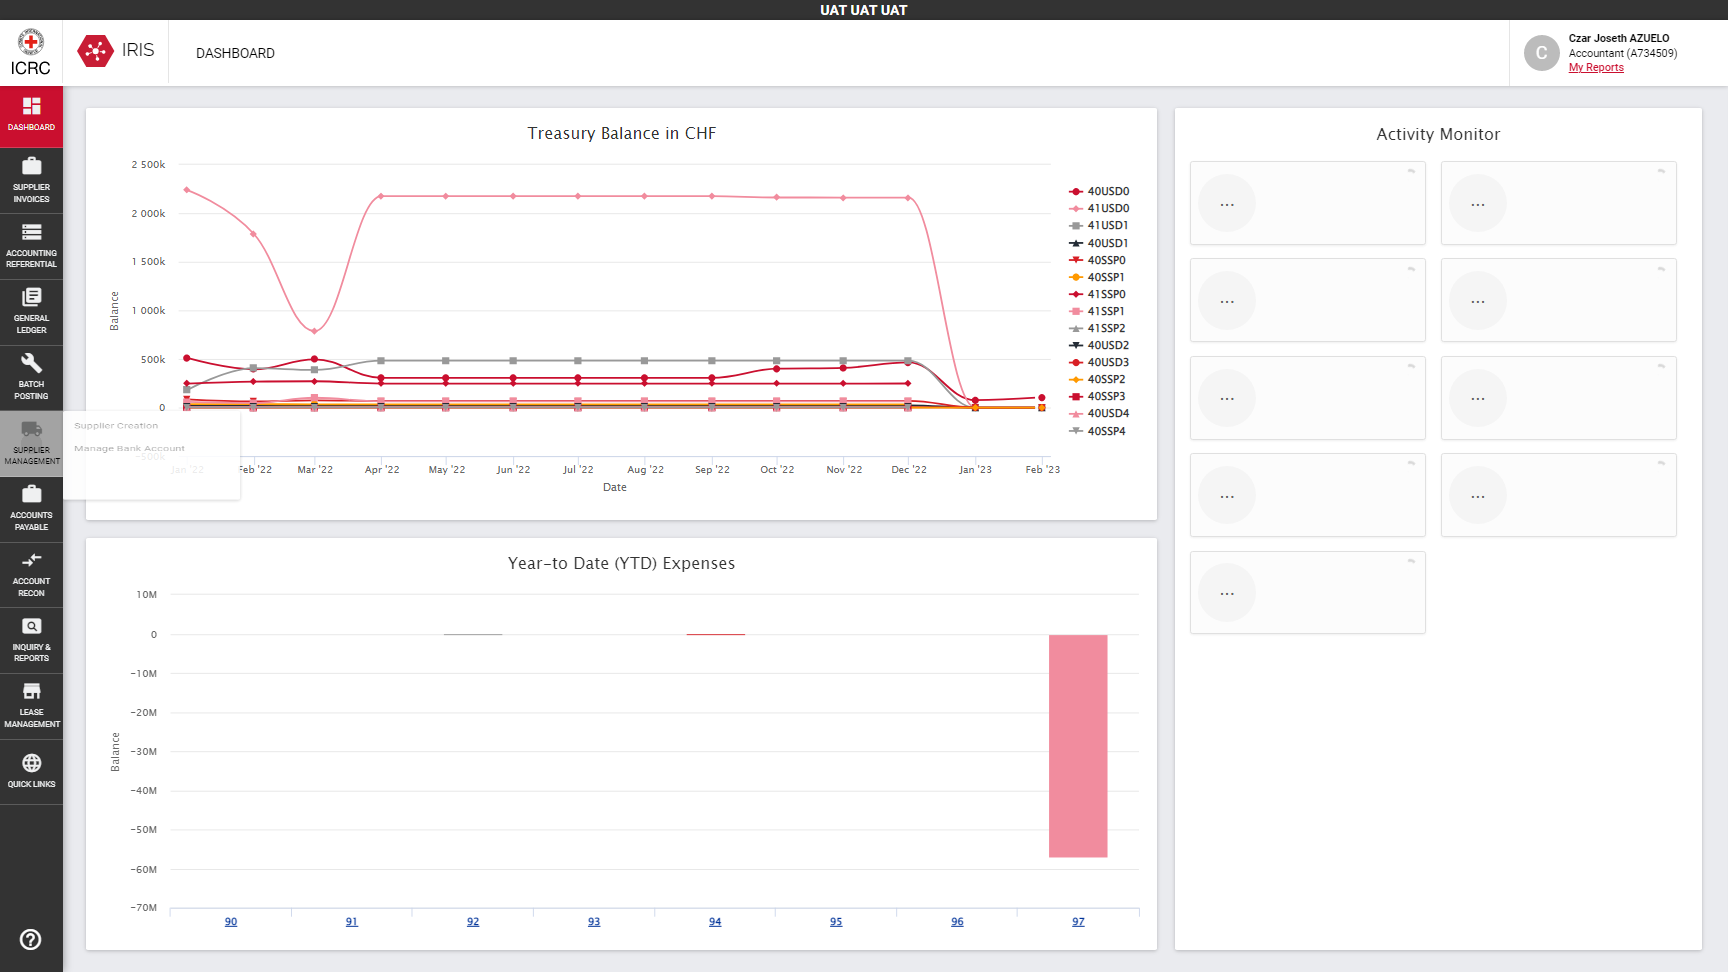 UAT UAT UAT
ICRC
IRIS
DASHBOARD
C
Czar Joseth AZUELO
Accountant (A734509)
My Reports
DASHBOARD
SUPPLIER
INVOICES
ACCOUNTING
REFERENTIAL
GENERAL
LEDGER
BATCH
POSTING
SUPPLIER
MANAGEMENT
ACCOUNTS
PAYABLE
ACCOUNT
RECON
INQUIRY &
REPORTS
LEASE
MANAGEMENT
QUICK LINKS
Supplier Creation
Manage Bank Account
Treasury Balance in CHF
2 500k
2 000k
1 500k
1 000k
500k
0
-500k
Balance
Jan '22
Feb '22
Mar '22
Apr '22
May '22
Jun '22
Jul '22
Aug '22
Sep '22
Oct '22
Nov '22
Dec '22
Jan '23
Feb '23
Date
40USD0
41USD0
41USD1
40USD1
40SSP0
40SSP1
41SSP0
41SSP1
41SSP2
40USD2
40USD3
40SSP2
40SSP3
40USD4
40SSP4
Year-to Date (YTD) Expenses
10M
0
-10M
-20M
-30M
-40M
-50M
-60M
-70M
Balance
90
91
92
93
94
95
96
97
Activity Monitor
...
...
...
...
...
...
...
...
...